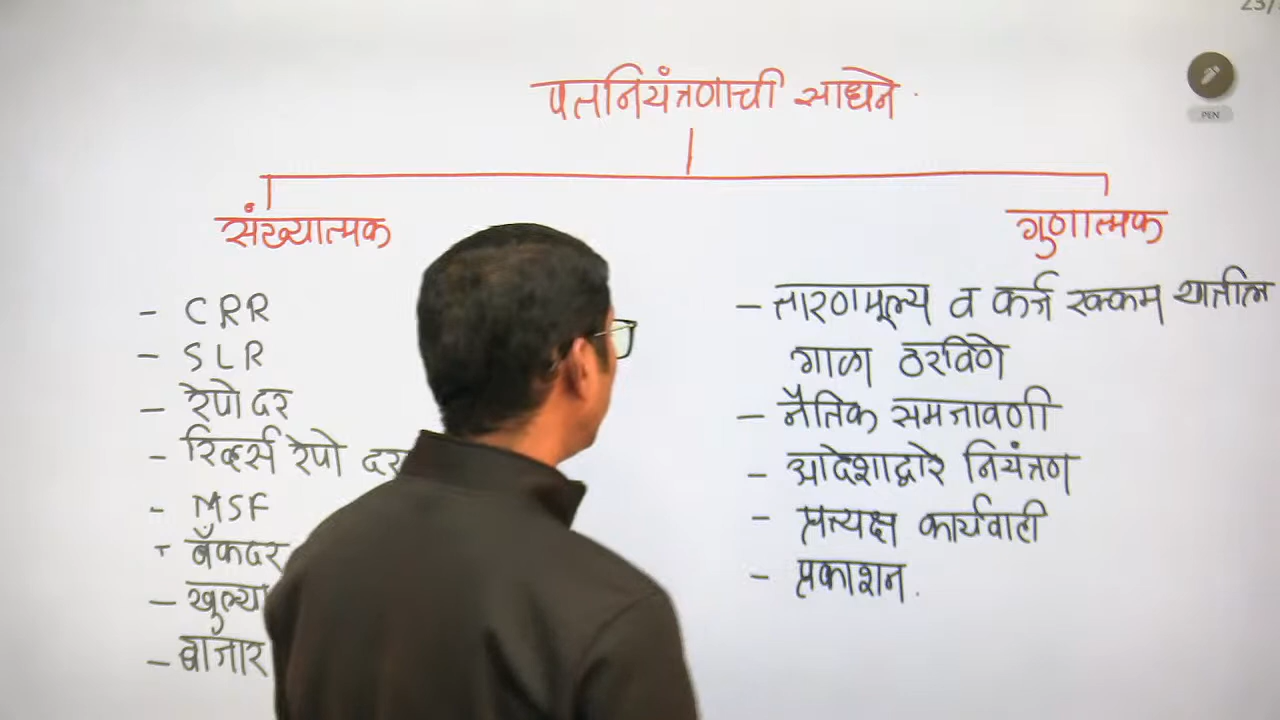 23/
PEN
पतनियंत्रणाची साधने
संख्यात्मक
गुणात्मक
- CRR
- SLR
- रेपो दर
- रिव्हर्स रेपो दर
- MSF
- बँकदर
- खुल्या
- बाजार
- तारणमूल्य व कर्ज रक्कम यातील
गाळा ठरविणे
- नैतिक समजावणी
- आदेशाद्वारे नियंत्रण
- प्रत्यक्ष कार्यवाही
- प्रकाशन.